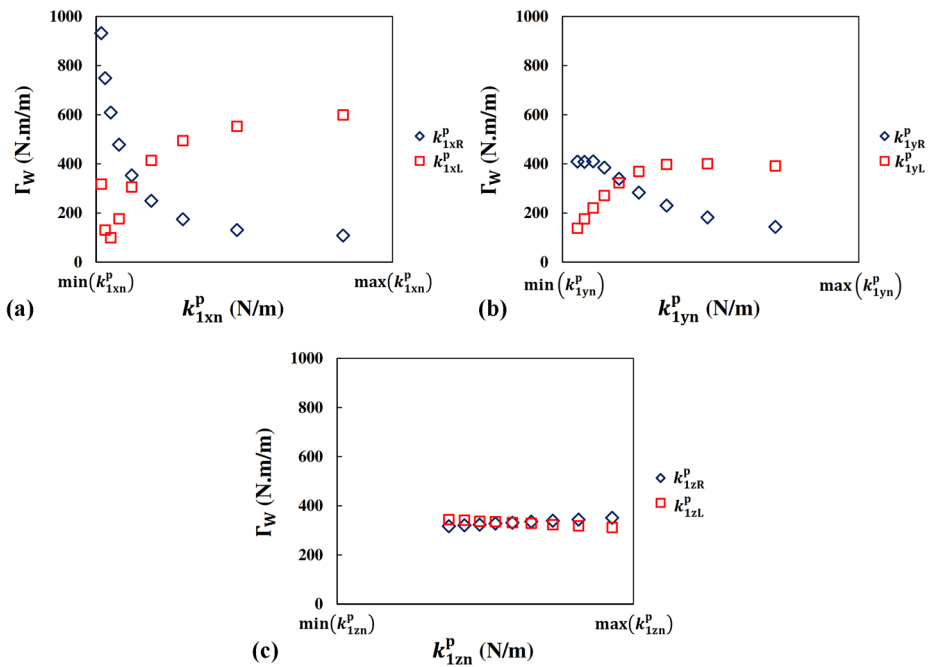 1000
800
600
400
200
0
Γ_W (N.m/m)
min(k^p_1xn)
max(k^p_1xn)
k^p_1xn (N/m)
k^p_1xR
k^p_1xL
(a)
1000
800
600
400
200
0
Γ_W (N.m/m)
min(k^p_1yn)
max(k^p_1yn)
k^p_1yn (N/m)
k^p_1yR
k^p_1yL
(b)
1000
800
600
400
200
0
Γ_W (N.m/m)
min(k^p_1zn)
max(k^p_1zn)
k^p_1zn (N/m)
k^p_1zR
k^p_1zL
(c)